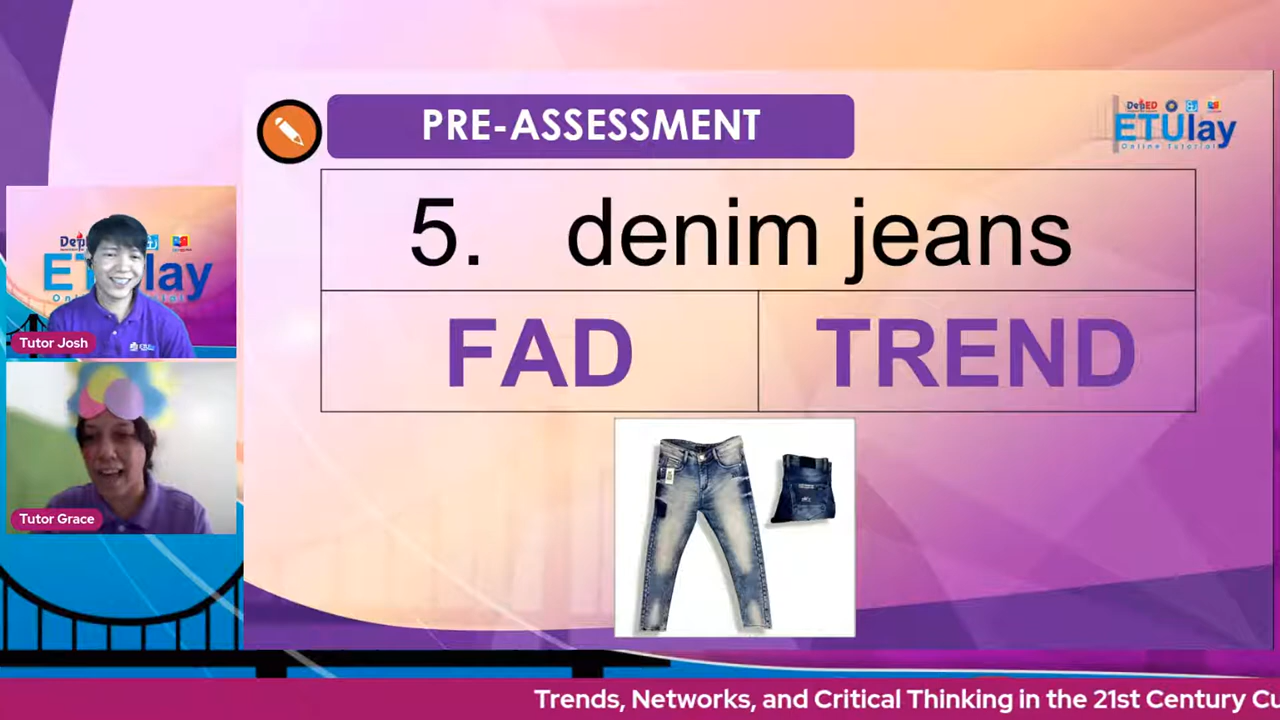 PRE-ASSESSMENT
DepED
ETUlay
Online Tutorial
5. denim jeans
FAD TREND
Tutor Josh
Tutor Grace
Trends, Networks, and Critical Thinking in the 21st Century Cu